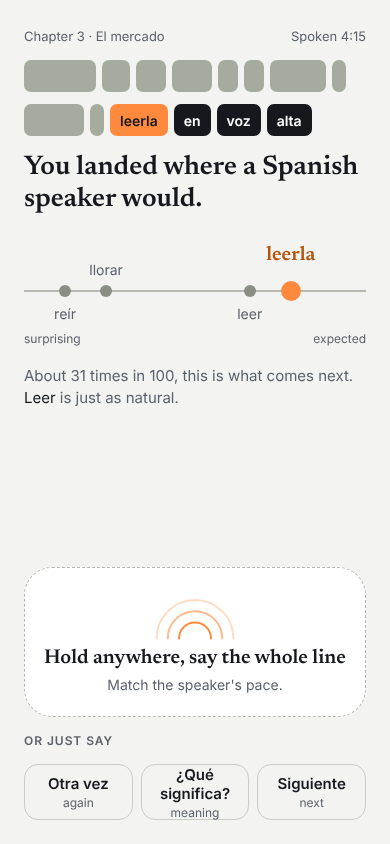 Chapter 3 · El mercado
Spoken 4:15
leerla en voz alta
You landed where a Spanish
speaker would.
leerla
llorar
reír
leer
surprising
expected
About 31 times in 100, this is what comes next.
Leer is just as natural.
Hold anywhere, say the whole line
Match the speaker's pace.
OR JUST SAY
Otra vez
again
¿Qué
significa?
meaning
Siguiente
next